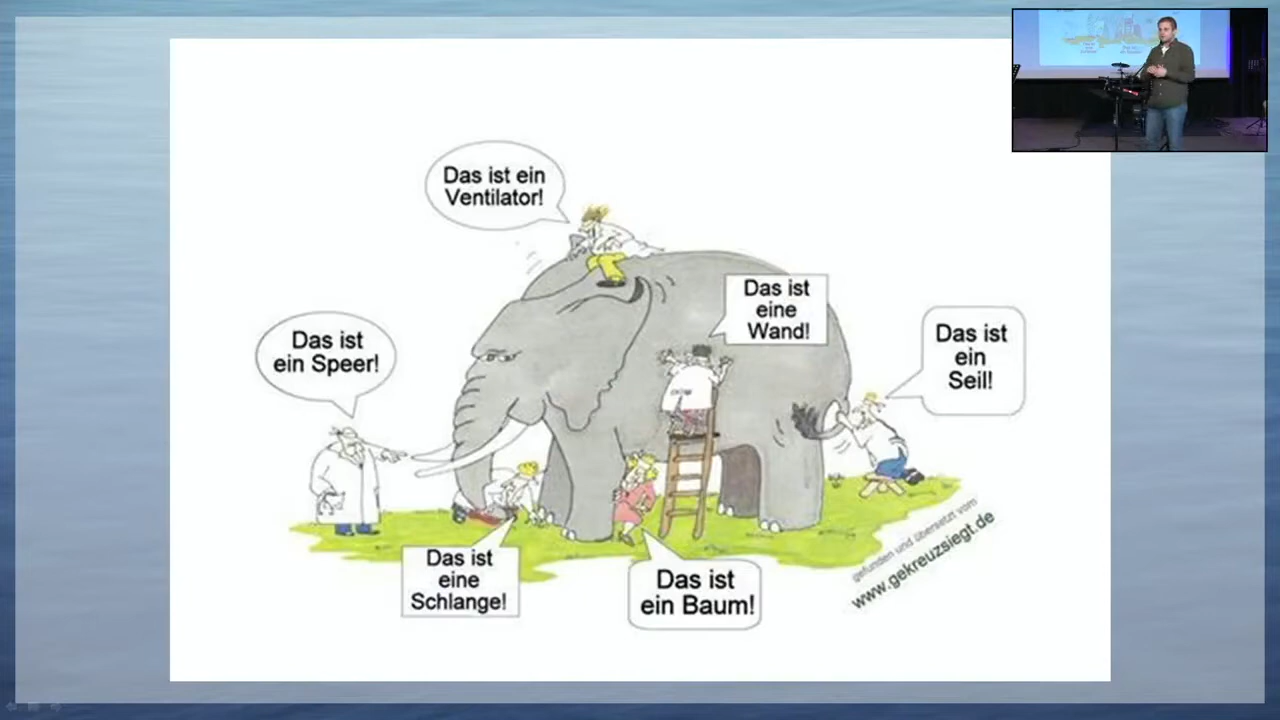 Das ist ein
Ventilator!
Das ist
eine
Wand!
Das ist
ein Speer!
Das ist
ein
Seil!
Das ist
eine
Schlange!
Das ist
ein Baum!
gefunden und übersetzt vom
www.gekreuzsiegt.de